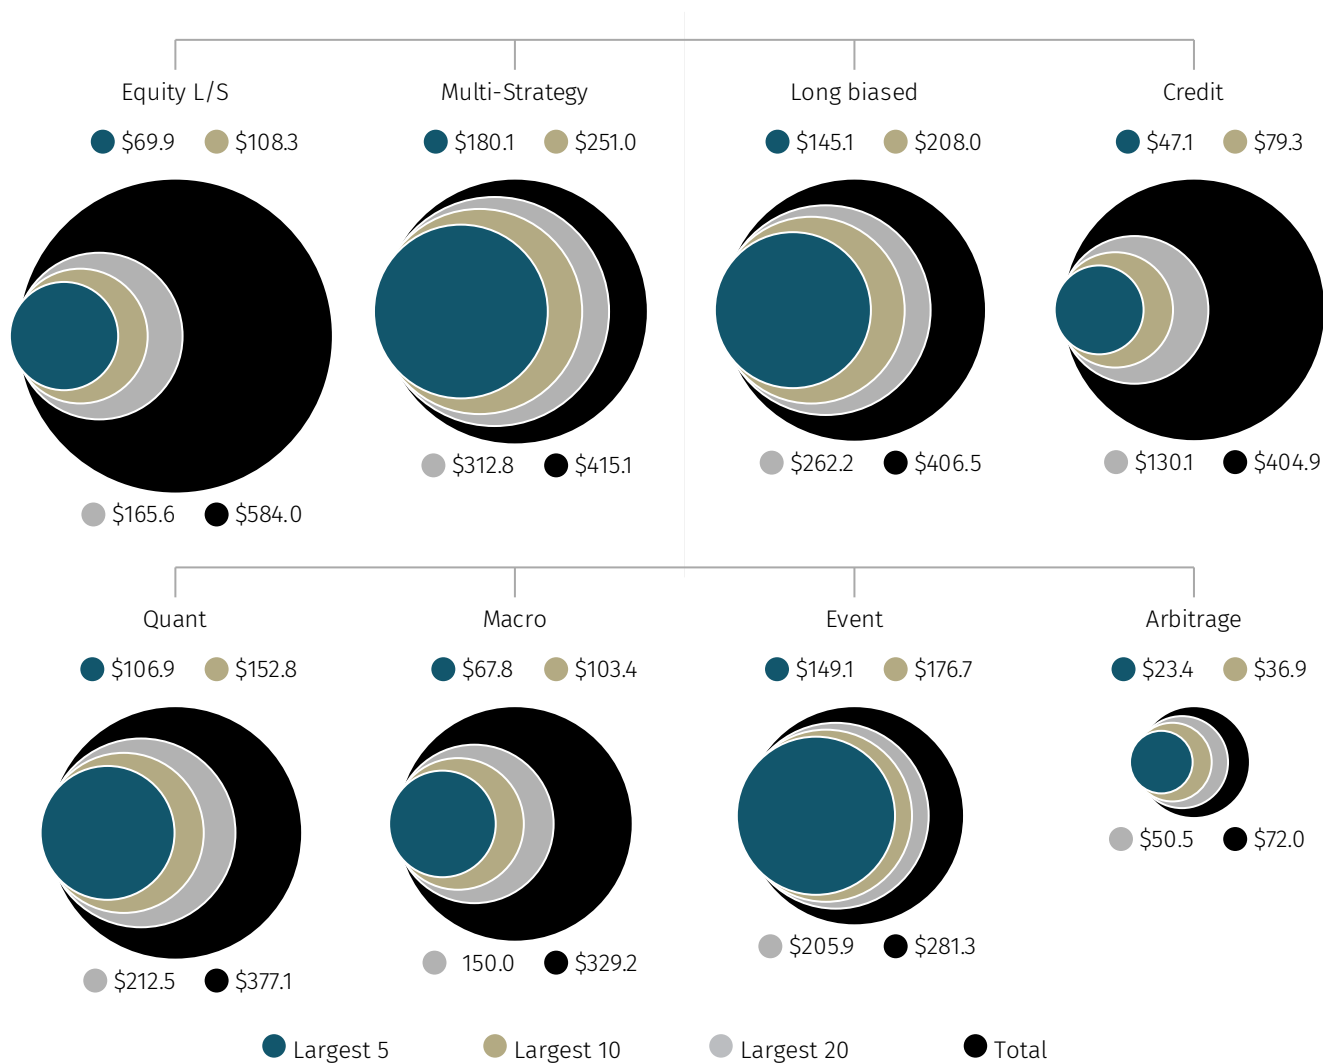 Equity L/S Multi-Strategy Long biased Credit
$69.9 $108.3 $180.1 $251.0 $145.1 $208.0 $47.1 $79.3
$312.8 $415.1 $262.2 $406.5 $130.1 $404.9
$165.6 $584.0
Quant Macro Event Arbitrage
$106.9 $152.8 $67.8 $103.4 $149.1 $176.7 $23.4 $36.9
$50.5 $72.0
$205.9 $281.3
150.0 $329.2
$212.5 $377.1
Largest 5 Largest 10 Largest 20 Total